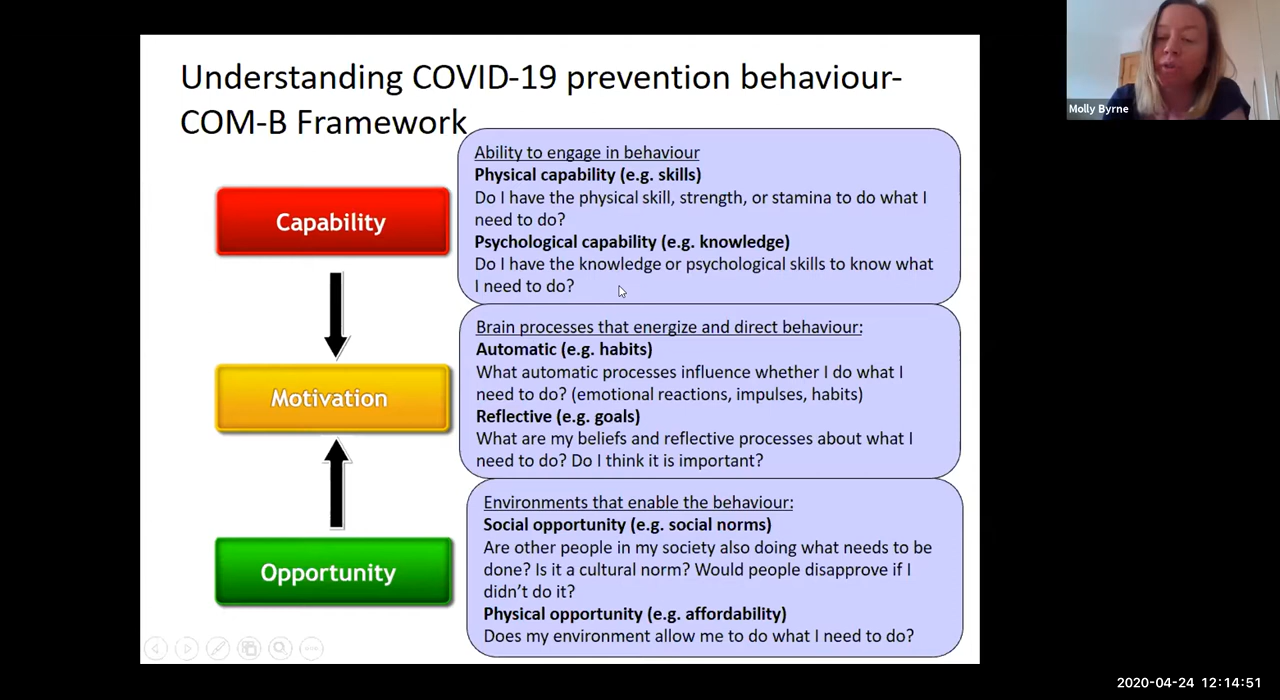 Understanding COVID-19 prevention behaviour-
COM-B Framework
Capability
Ability to engage in behaviour
Physical capability (e.g. skills)
Do I have the physical skill, strength, or stamina to do what I
need to do?
Psychological capability (e.g. knowledge)
Do I have the knowledge or psychological skills to know what
I need to do?
Motivation
Brain processes that energize and direct behaviour:
Automatic (e.g. habits)
What automatic processes influence whether I do what I
need to do? (emotional reactions, impulses, habits)
Reflective (e.g. goals)
What are my beliefs and reflective processes about what I
need to do? Do I think it is important?
Opportunity
Environments that enable the behaviour:
Social opportunity (e.g. social norms)
Are other people in my society also doing what needs to be
done? Is it a cultural norm? Would people disapprove if I
didn't do it?
Physical opportunity (e.g. affordability)
Does my environment allow me to do what I need to do?
Molly Byrne
2020-04-24 12:14:51